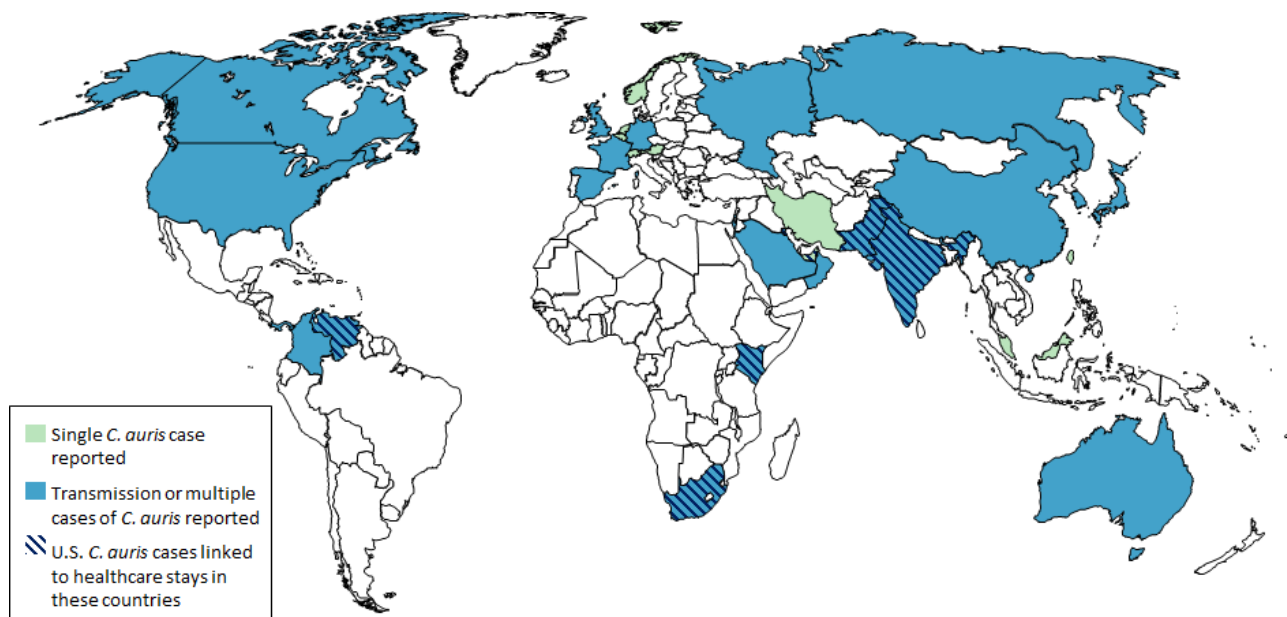 Single C. auris case
reported
Transmission or multiple
cases of C. auris reported
U.S. C. auris cases linked
to healthcare stays in
these countries